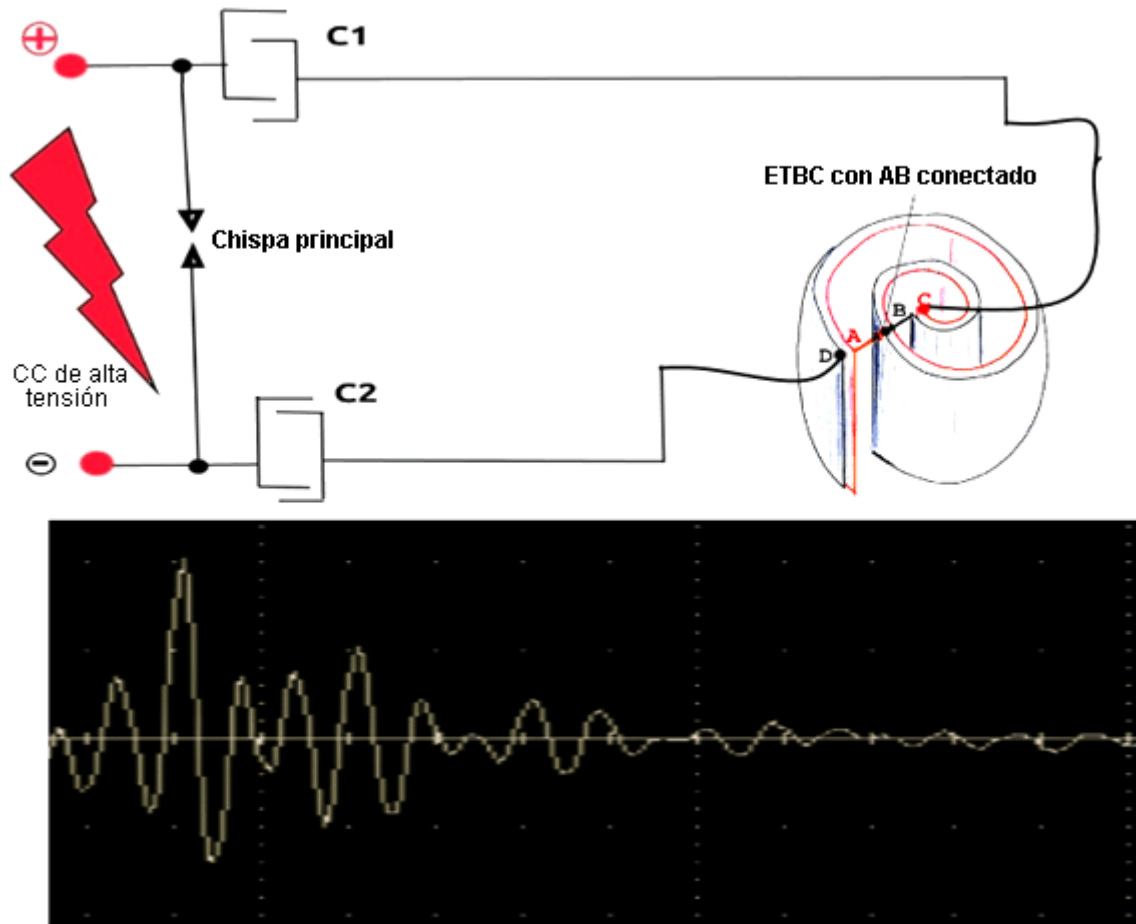 +
C1
ETBC con AB conectado
Chispa principal
C
B
A
D
CC de alta
tensión
C2
-